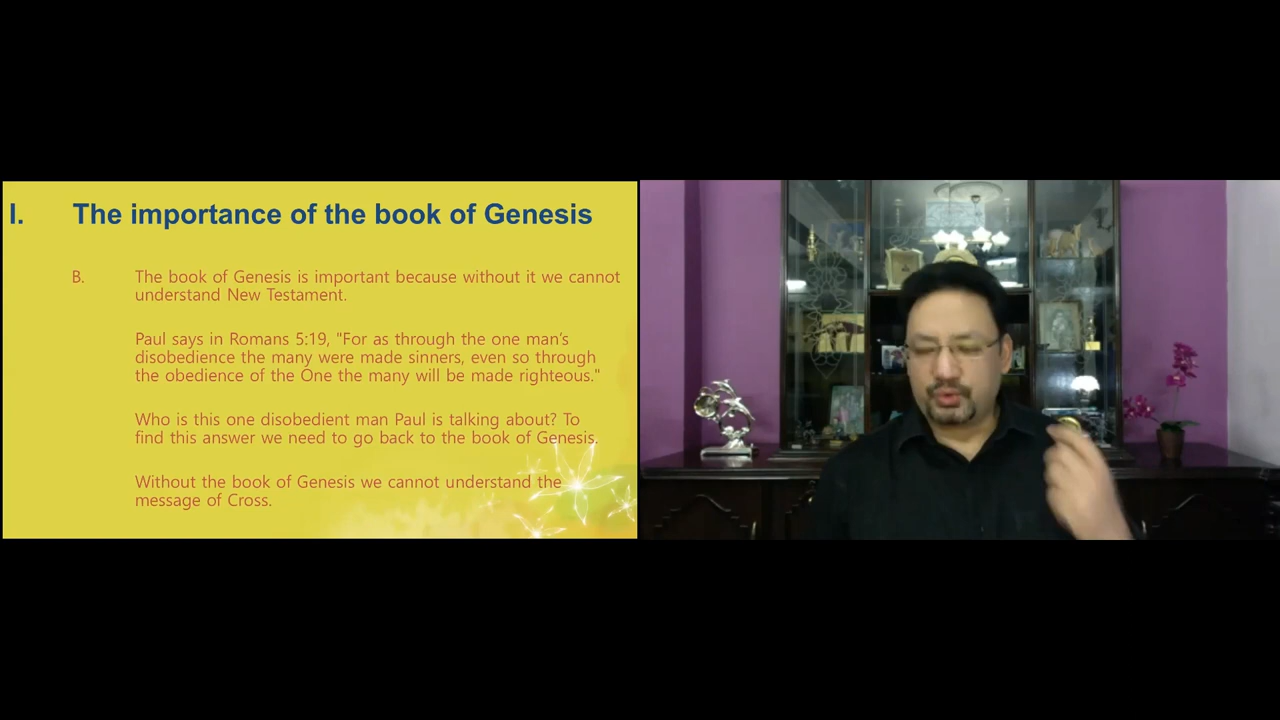 I. The importance of the book of Genesis
B. The book of Genesis is important because without it we cannot
understand New Testament.
Paul says in Romans 5:19, "For as through the one man's
disobedience the many were made sinners, even so through
the obedience of the One the many will be made righteous."
Who is this one disobedient man Paul is talking about? To
find this answer we need to go back to the book of Genesis.
Without the book of Genesis we cannot understand the
message of Cross.